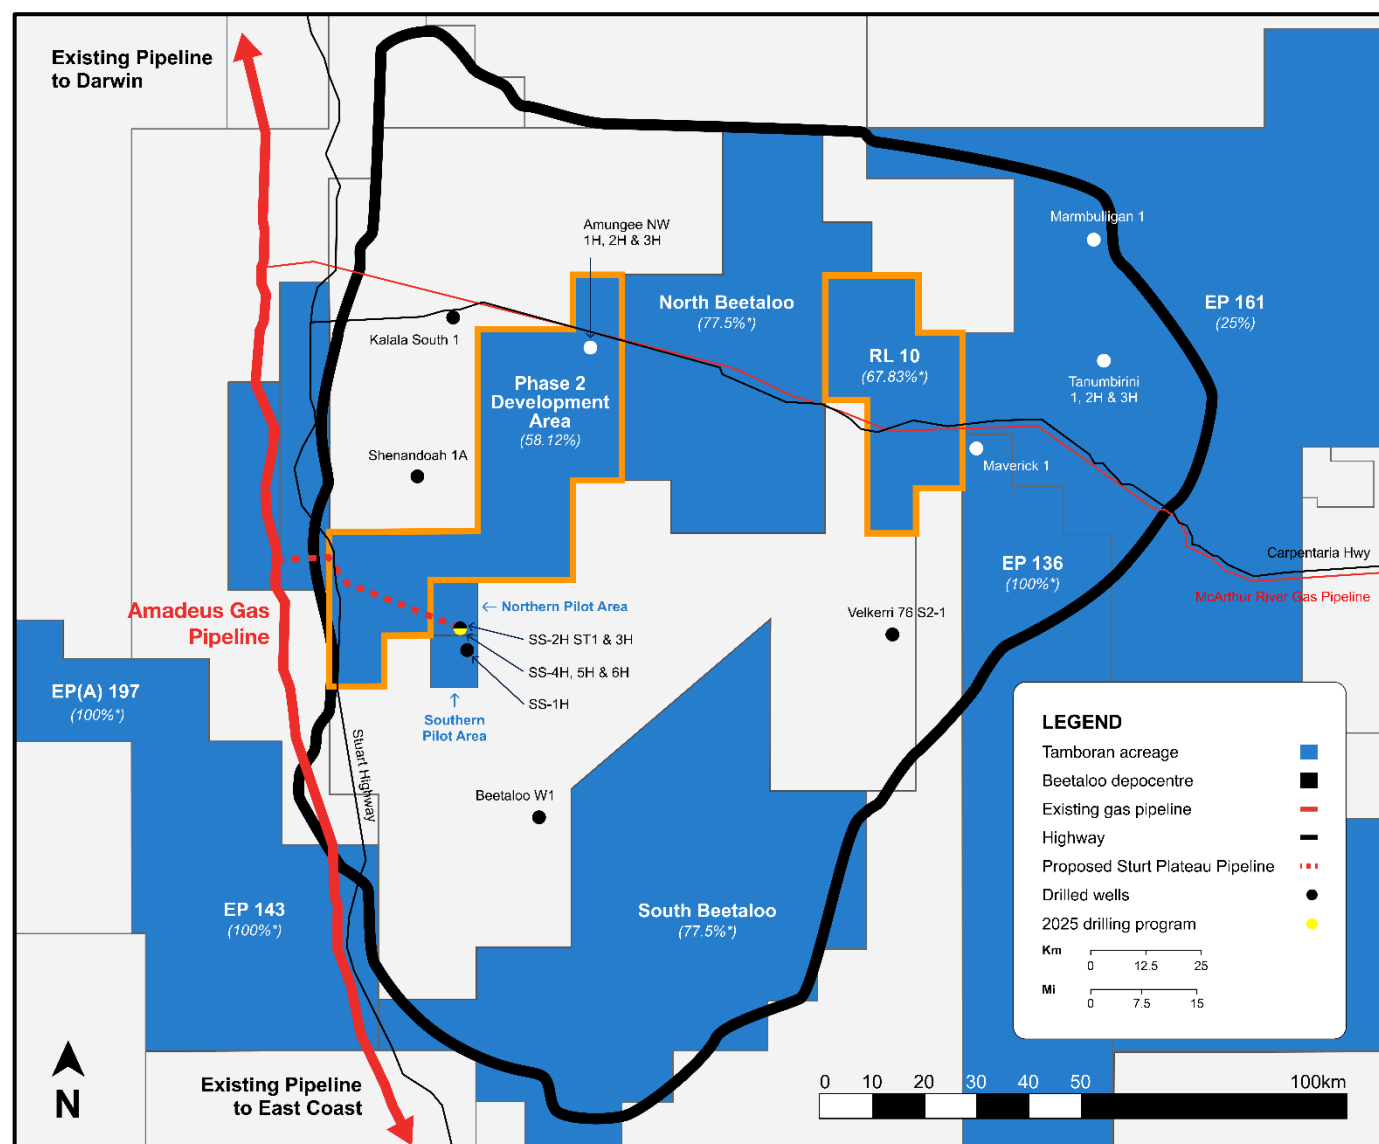 Existing Pipeline
to Darwin
Marmbulligan 1
Amungee NW
1H, 2H & 3H
North Beetaloo
(77.5%*)
EP 161
(25%)
Kalala South 1
RL 10
(67.83%*)
Tanumbirini
1, 2H & 3H
Phase 2
Development
Area
(58.12%)
Shenandoah 1A
Maverick 1
Carpentaria Hwy
EP 136
(100%*)
McArthur River Gas Pipeline
Amadeus Gas
Pipeline
←Northern Pilot Area
Velkerri 76 S2-1
SS-2H ST1 & 3H
SS-4H, 5H & 6H
SS-1H
EP(A) 197
(100%*)
↑
Southern
Pilot Area
Stuart Highway
Beetaloo W1
EP 143
(100%*)
South Beetaloo
(77.5%*)
LEGEND
Tamboran acreage
Beetaloo depocentre
Existing gas pipeline
Highway
Proposed Sturt Plateau Pipeline
Drilled wells
2025 drilling program
Km
0 12.5 25
Mi
0 7.5 15
N
Existing Pipeline
to East Coast
0 10 20 30 40 50 100km